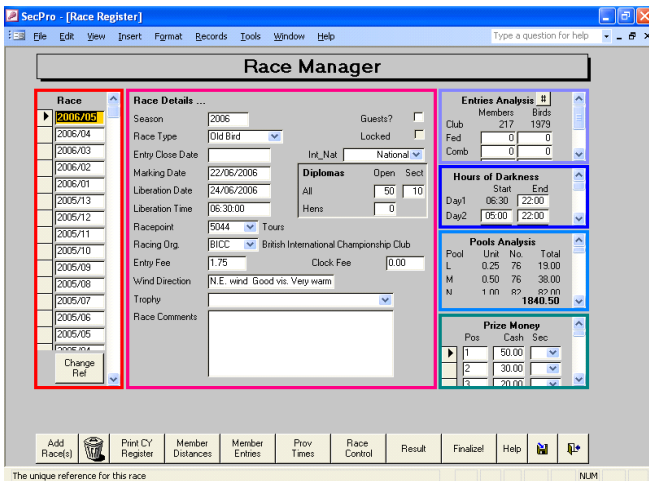 SecPro - [Race Register]
File Edit View Insert Format Records Tools Window Help Type a question for help
Race Manager
Race
2006/05
2006/04
2006/03
2006/02
2006/01
2005/13
2005/12
2005/11
2005/10
2005/09
2005/08
2005/07
2005/06
2005/05
2005/04
Change
Ref
Race Details ...
Season 2006 Guests?
Race Type Old Bird Locked
Entry Close Date Int_Nat National
Marking Date 22/06/2006 Diplomas Open Sect
Liberation Date 24/06/2006 All 50 10
Liberation Time 06:30:00 Hens 0
Racepoint 5044 Tours
Racing Org. BICC British International Championship Club
Entry Fee 1.75 Clock Fee 0.00
Wind Direction N.E. wind Good vis. Very warm
Trophy
Race Comments
Entries Analysis #
Members Birds
Club 217 1979
Fed 0 0
Comb 0 0
Hours of Darkness
Start End
Day1 06:30 22:00
Day2 05:00 22:00
Pools Analysis
Pool Unit No. Total
L 0.25 76 19.00
M 0.50 76 38.00
N 1.00 82 82.00
1840.50
Prize Money
Pos Cash Sec
1 50.00
2 30.00
3 20.00
Add
Race(s)
Print CY
Register
Member
Distances
Member
Entries
Prov
Times
Race
Control
Result
Finalize!
Help
The unique reference for this race NUM